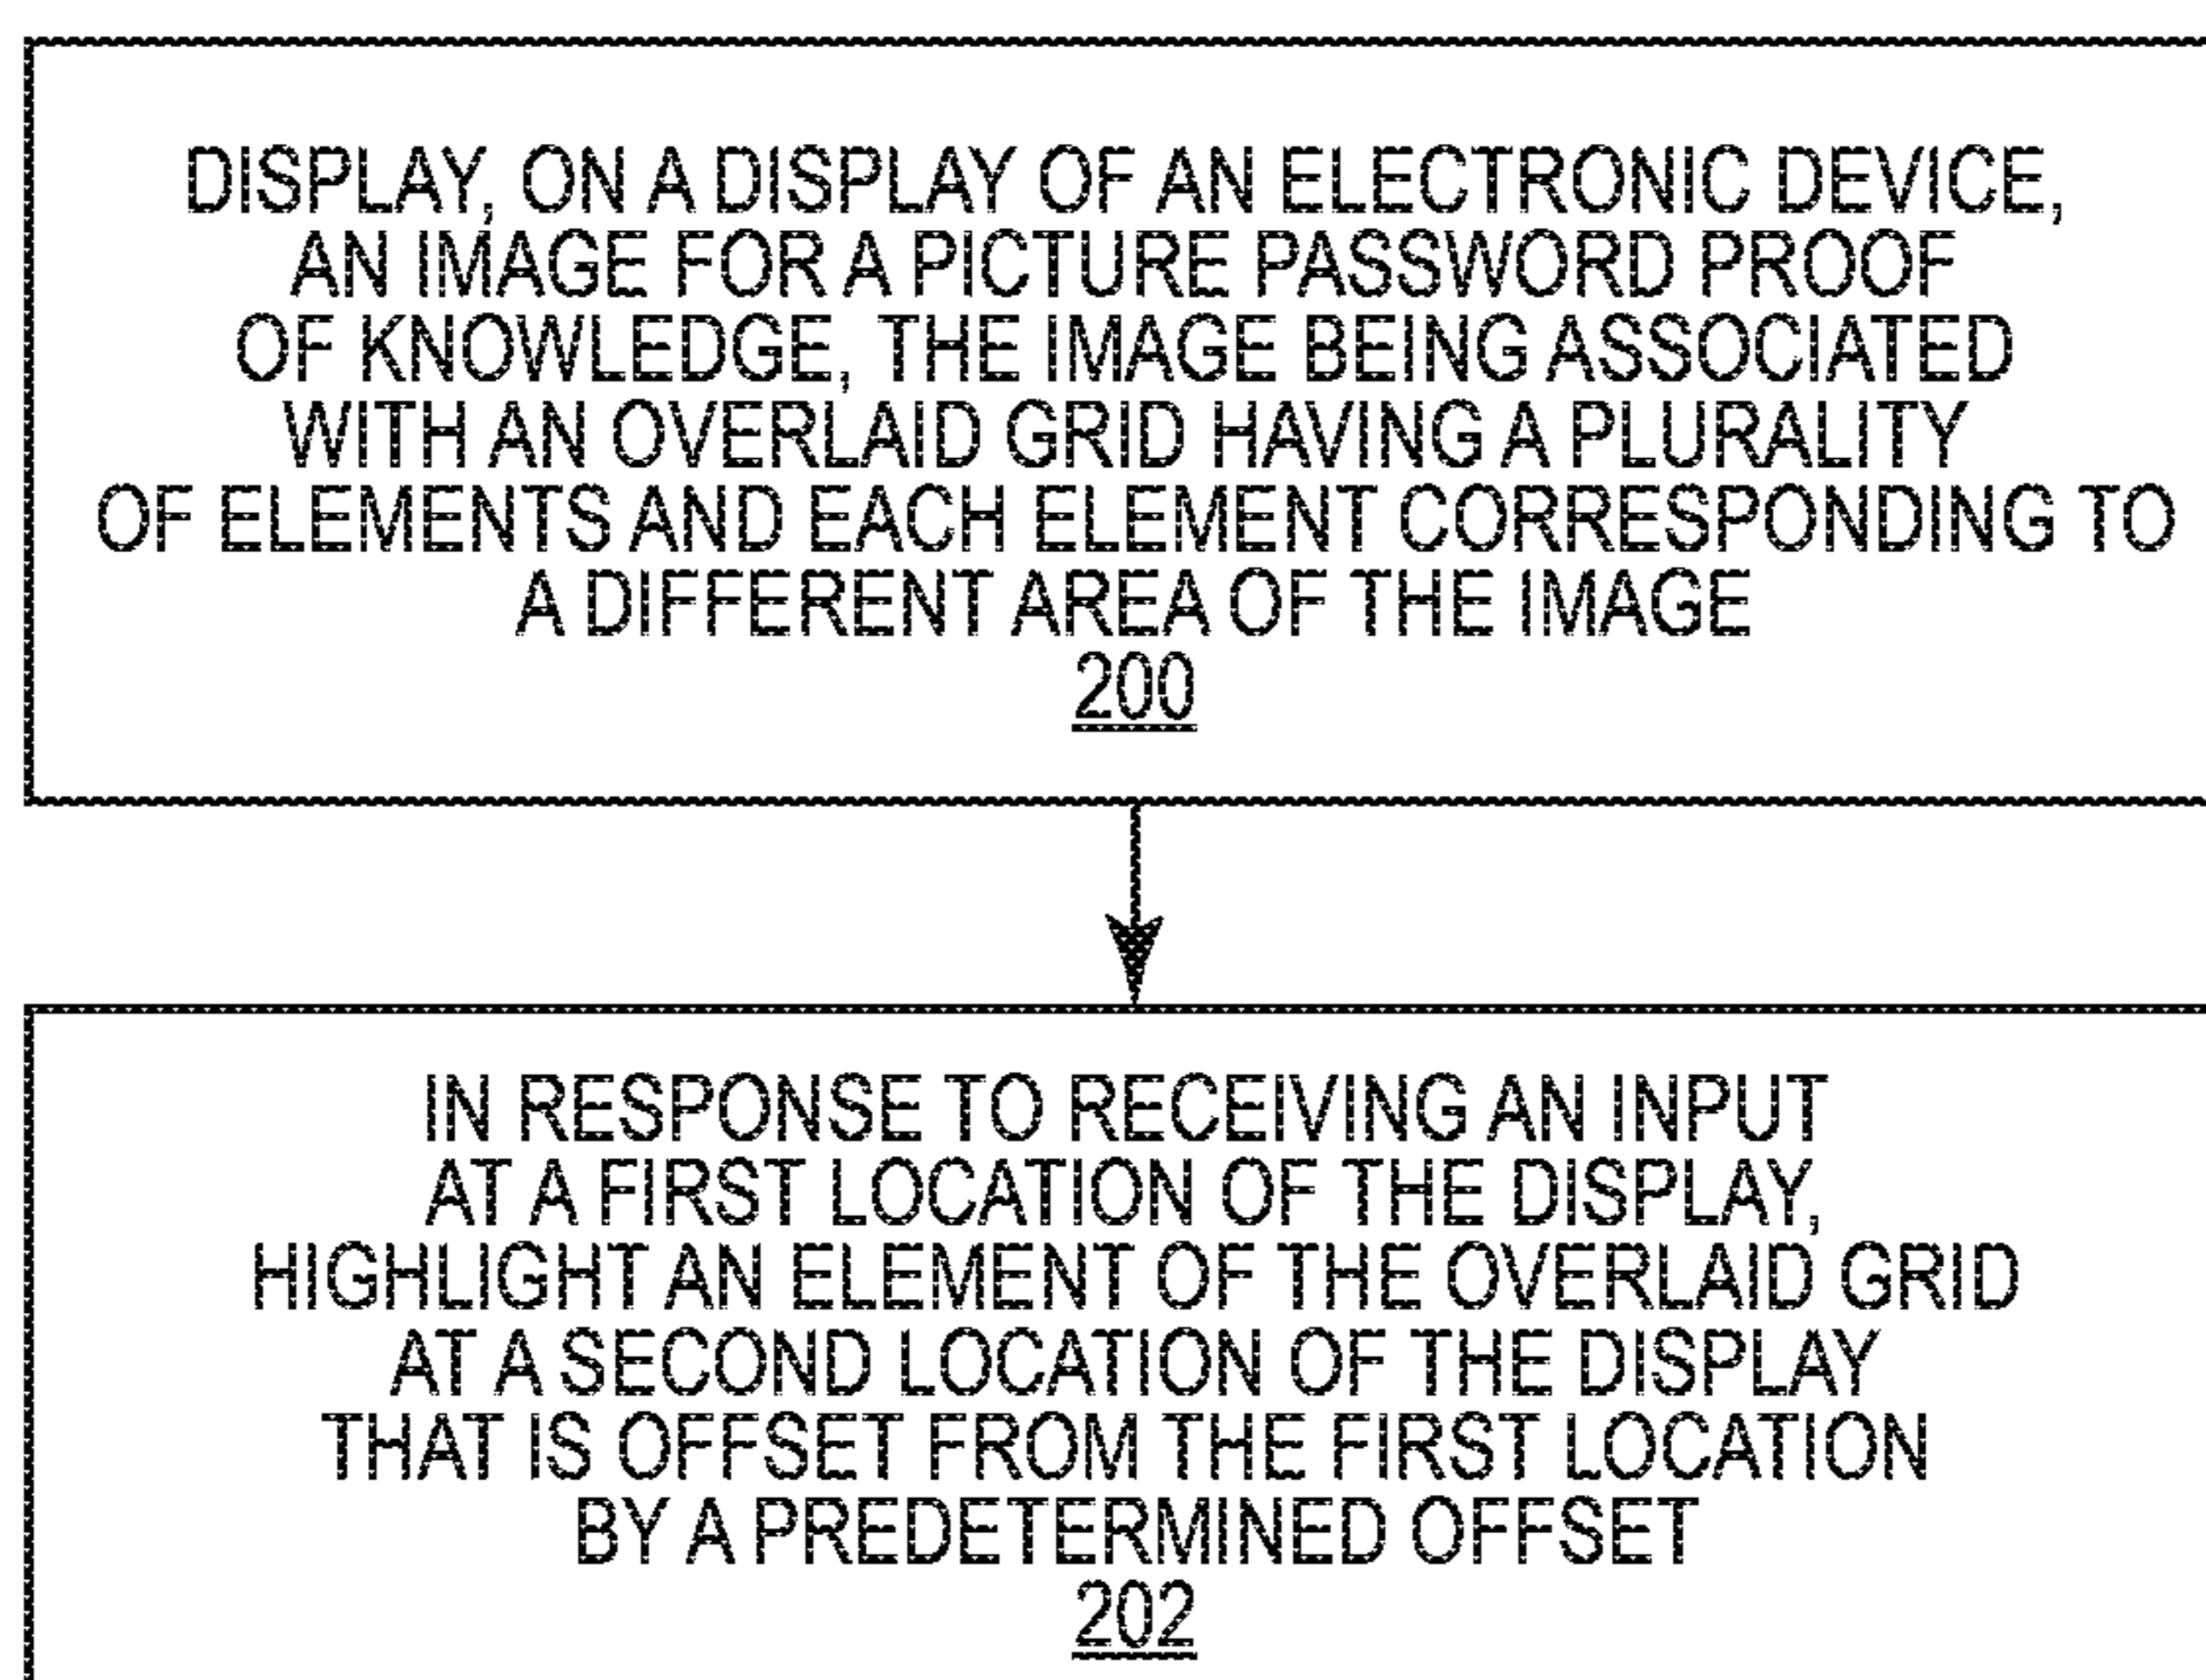 DISPLAY, ON A DISPLAY OF AN ELECTRONIC DEVICE,
AN IMAGE FOR A PICTURE PASSWORD PROOF
OF KNOWLEDGE, THE IMAGE BEING ASSOCIATED
WITH AN OVERLAID GRID HAVING A PLURALITY
OF ELEMENTS AND EACH ELEMENT CORRESPONDING TO
A DIFFERENT AREA OF THE IMAGE
200
IN RESPONSE TO RECEIVING AN INPUT
AT A FIRST LOCATION OF THE DISPLAY,
HIGHLIGHT AN ELEMENT OF THE OVERLAID GRID
AT A SECOND LOCATION OF THE DISPLAY
THAT IS OFFSET FROM THE FIRST LOCATION
BY A PREDETERMINED OFFSET
202